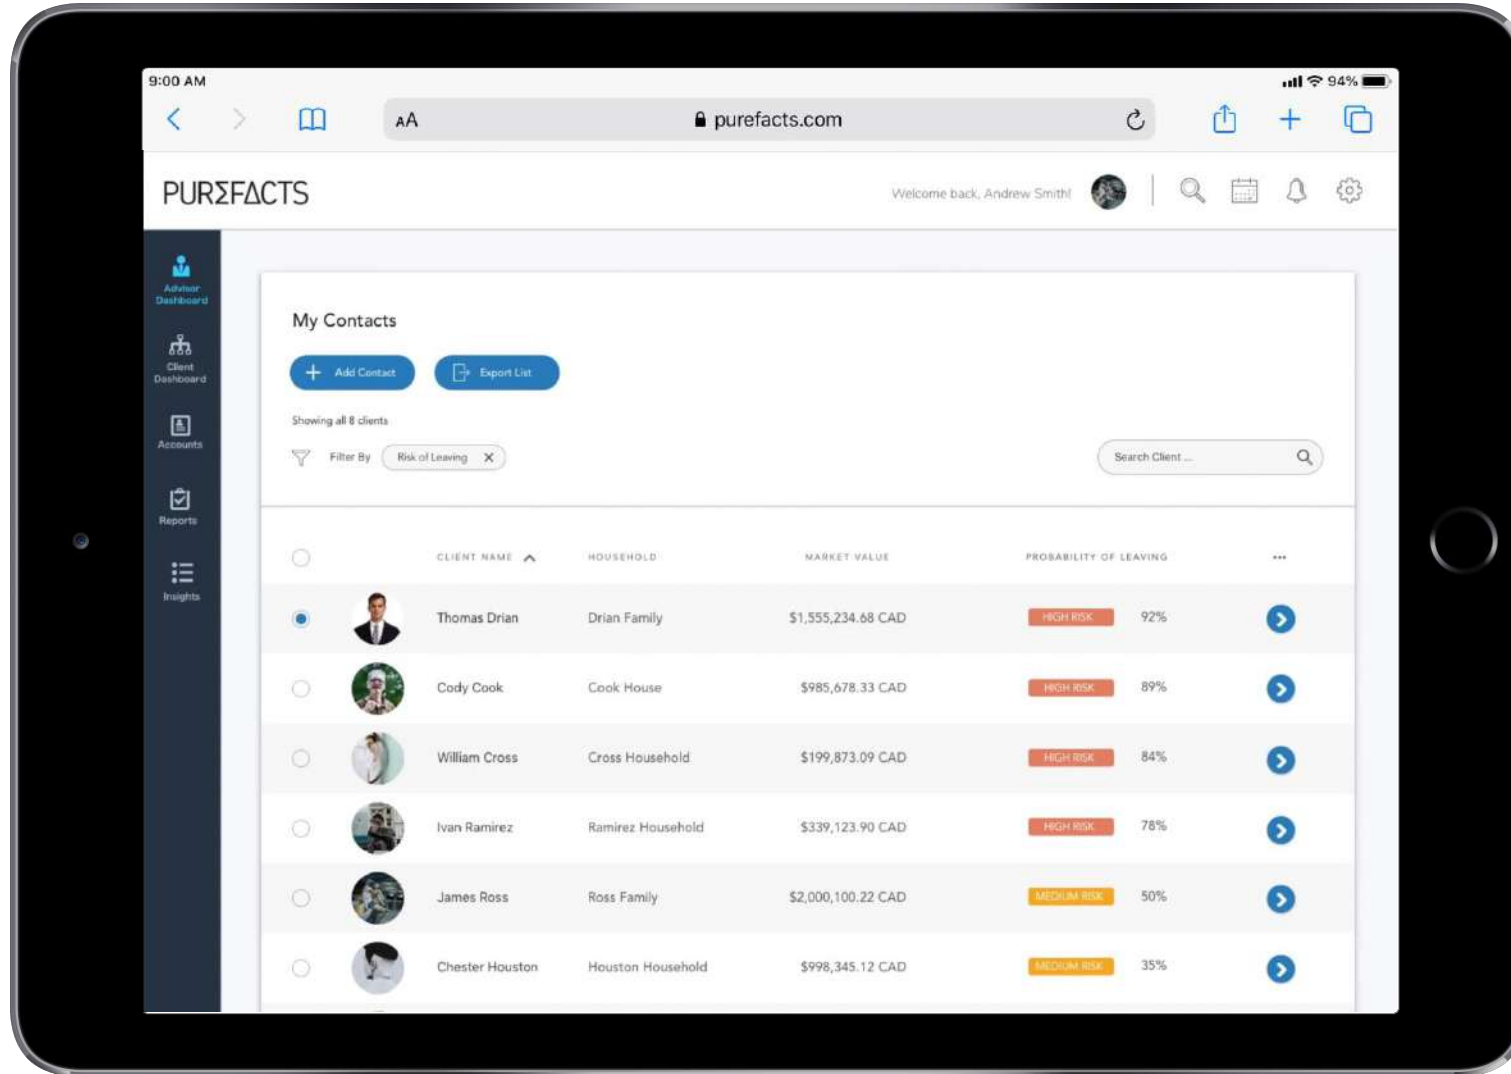 9:00 AM
94%
AA
purefacts.com
PURΣFΔCTS
Welcome back, Andrew Smith!
Advisor
Dashboard
Client
Dashboard
Accounts
Reports
Insights
My Contacts
Add Contact
Export List
Showing all 8 clients
Filter By
Risk of Leaving X
Search Client ...
CLIENT NAME HOUSEHOLD MARKET VALUE PROBABILITY OF LEAVING ...
Thomas Drian Drian Family $1,555,234.68 CAD HIGH RISK 92%
Cody Cook Cook House $985,678.33 CAD HIGH RISK 89%
William Cross Cross Household $199,873.09 CAD HIGH RISK 84%
Ivan Ramirez Ramirez Household $339,123.90 CAD HIGH RISK 78%
James Ross Ross Family $2,000,100.22 CAD MEDIUM RISK 50%
Chester Houston Houston Household $998,345.12 CAD MEDIUM RISK 35%